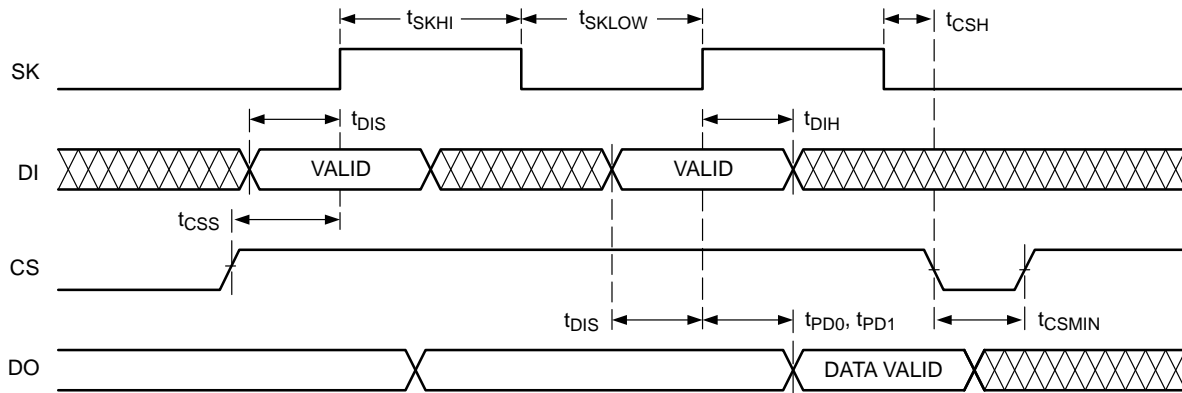 tSKHI tSKLOW tCSH
SK
tDIS tDIH
DI VALID VALID
tCSS
CS
tDIS tPD0, tPD1 tCSMIN
DO DATA VALID